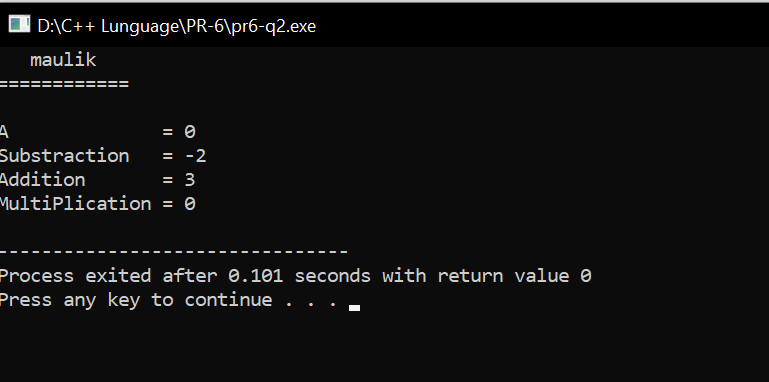 D:\C++ Lunguage\PR-6\pr6-q2.exe
maulik
============
A = 0
Substraction = -2
Addition = 3
MultiPlication = 0
--------------------------------
Process exited after 0.101 seconds with return value 0
Press any key to continue . . .